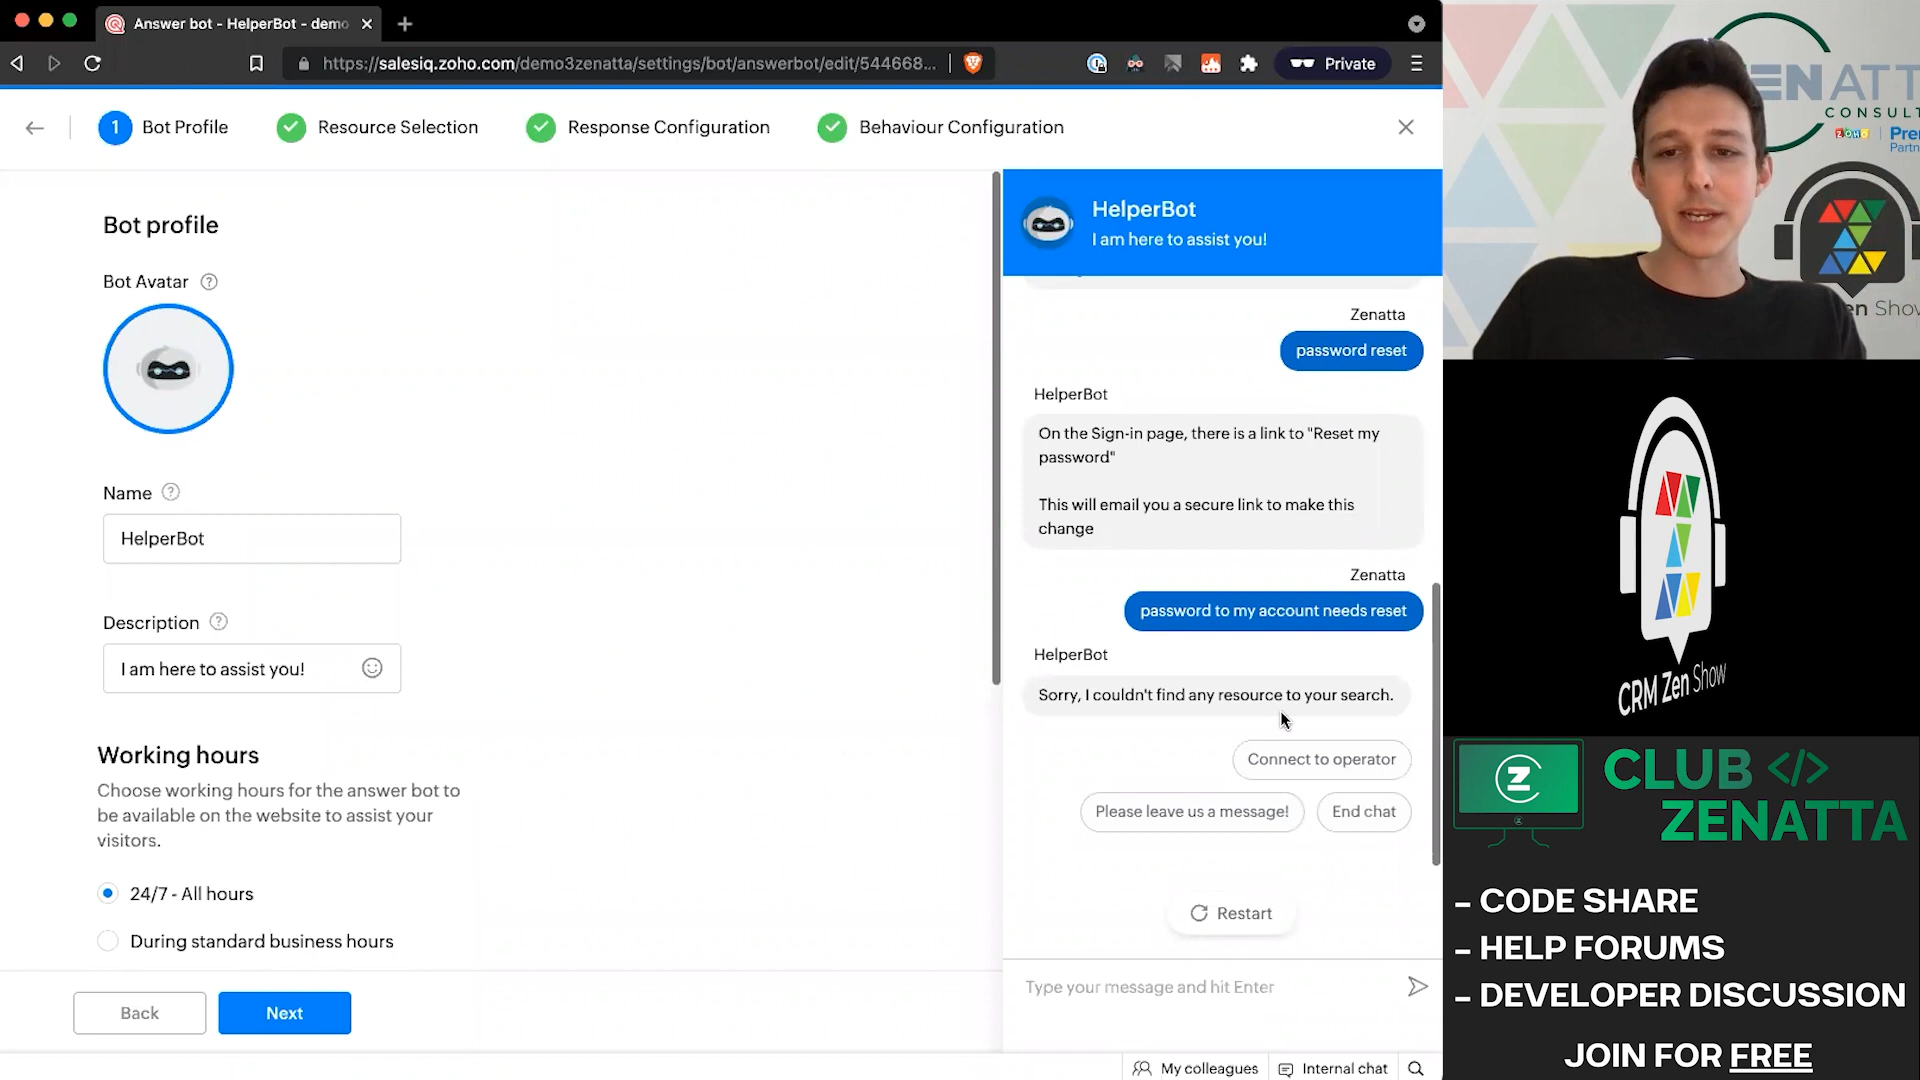 Answer bot - HelperBot - demo
https://salesiq.zoho.com/demo3zenatta/settings/bot/answerbot/edit/544668...
Private
1 Bot Profile
Resource Selection
Response Configuration
Behaviour Configuration
Bot profile
Bot Avatar
Name
HelperBot
Description
I am here to assist you!
Working hours
Choose working hours for the answer bot to
be available on the website to assist your
visitors.
24/7 - All hours
During standard business hours
Back
Next
HelperBot
I am here to assist you!
Zenatta
password reset
HelperBot
On the Sign-in page, there is a link to "Reset my
password"
This will email you a secure link to make this
change
Zenatta
password to my account needs reset
HelperBot
Sorry, I couldn't find any resource to your search.
Connect to operator
Please leave us a message!
End chat
Restart
Type your message and hit Enter
My colleagues
Internal chat
ENATT
CONSULT
ZOHO
Prem
Partn
en Show
CRM Zen Show
CLUB </>
ZENATTA
- CODE SHARE
- HELP FORUMS
- DEVELOPER DISCUSSION
JOIN FOR FREE